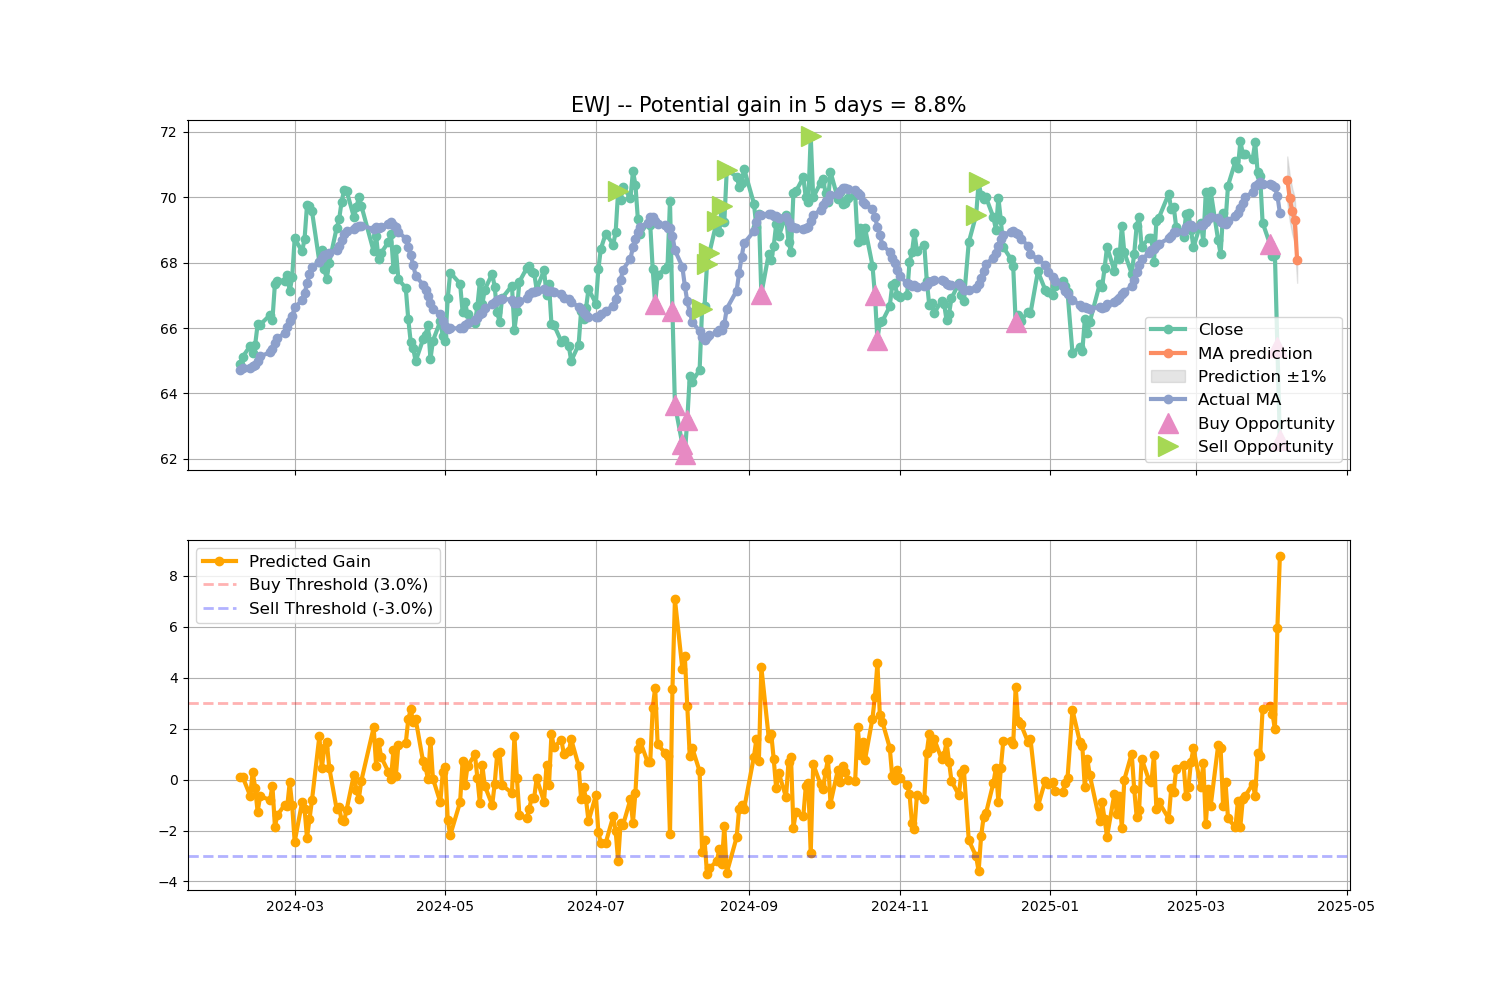 EWJ -- Potential gain in 5 days = 8.8%
72
70
68
66
64
62
Close
MA prediction
Prediction ±1%
Actual MA
Buy Opportunity
Sell Opportunity
Predicted Gain
Buy Threshold (3.0%)
Sell Threshold (-3.0%)
8
6
4
2
0
−2
−4
2024-03 2024-05 2024-07 2024-09 2024-11 2025-01 2025-03 2025-05